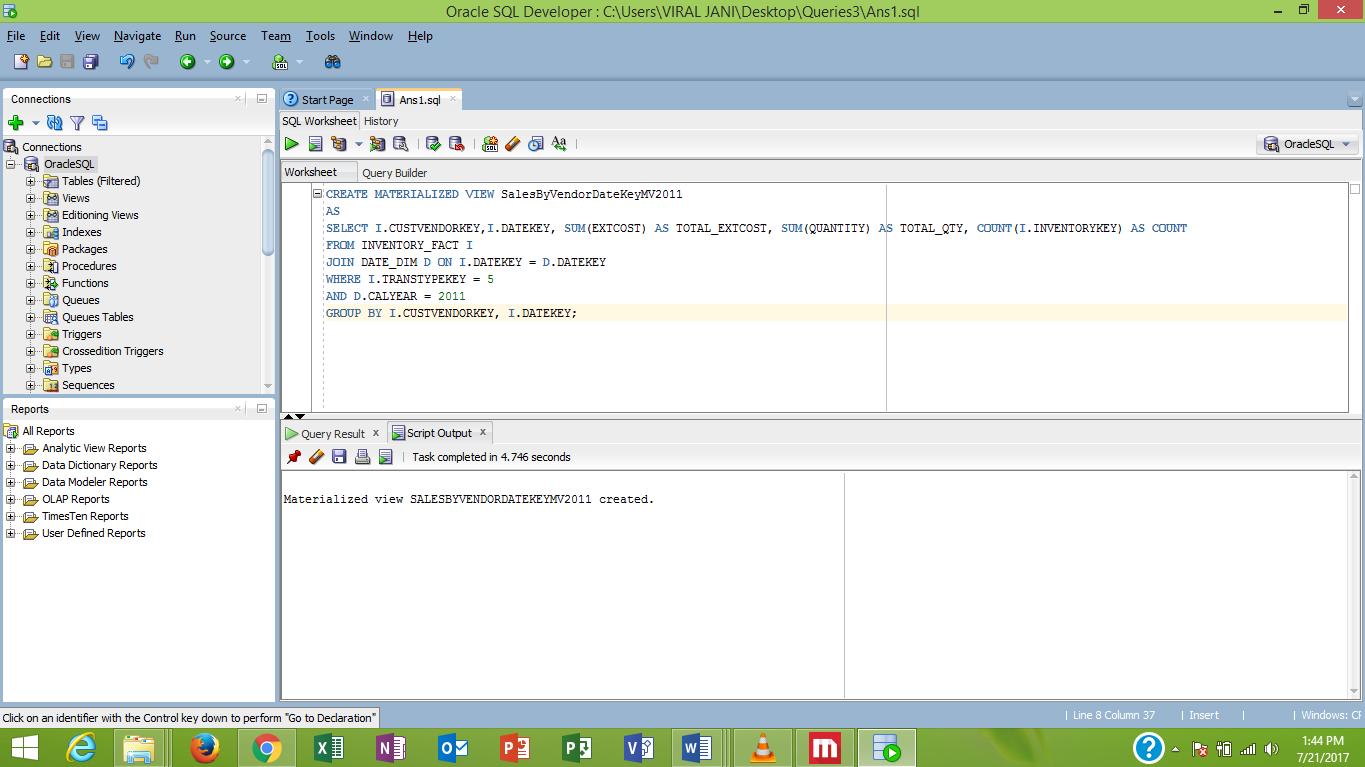 Oracle SQL Developer : C:\Users\VIRAL JANI\Desktop\Queries3\Ans1.sql
File Edit View Navigate Run Source Team Tools Window Help
Connections
Connections
OracleSQL
Tables (Filtered)
Views
Editioning Views
Indexes
Packages
Procedures
Functions
Queues
Queues Tables
Triggers
Crossedition Triggers
Types
Sequences
Reports
All Reports
Analytic View Reports
Data Dictionary Reports
Data Modeler Reports
OLAP Reports
TimesTen Reports
User Defined Reports
Start Page Ans1.sql
SQL Worksheet History
OracleSQL
Worksheet Query Builder
CREATE MATERIALIZED VIEW SalesByVendorDateKeyMV2011
AS
SELECT I.CUSTVENDORKEY,I.DATEKEY, SUM(EXTCOST) AS TOTAL_EXTCOST, SUM(QUANTITY) AS TOTAL_QTY, COUNT(I.INVENTORYKEY) AS COUNT
FROM INVENTORY_FACT I
JOIN DATE_DIM D ON I.DATEKEY = D.DATEKEY
WHERE I.TRANSTYPEKEY = 5
AND D.CALYEAR = 2011
GROUP BY I.CUSTVENDORKEY, I.DATEKEY;
Query Result x Script Output x
Task completed in 4.746 seconds
Materialized view SALESBYVENDORDATEKEYMV2011 created.
Click on an identifier with the Control key down to perform "Go to Declaration"
Line 8 Column 37 Insert Windows: CF
1:44 PM
7/21/2017